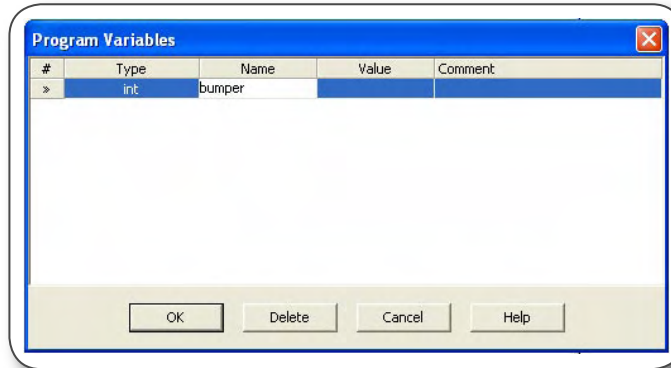 Program Variables
# Type Name Value Comment
» int bumper
OK Delete Cancel Help